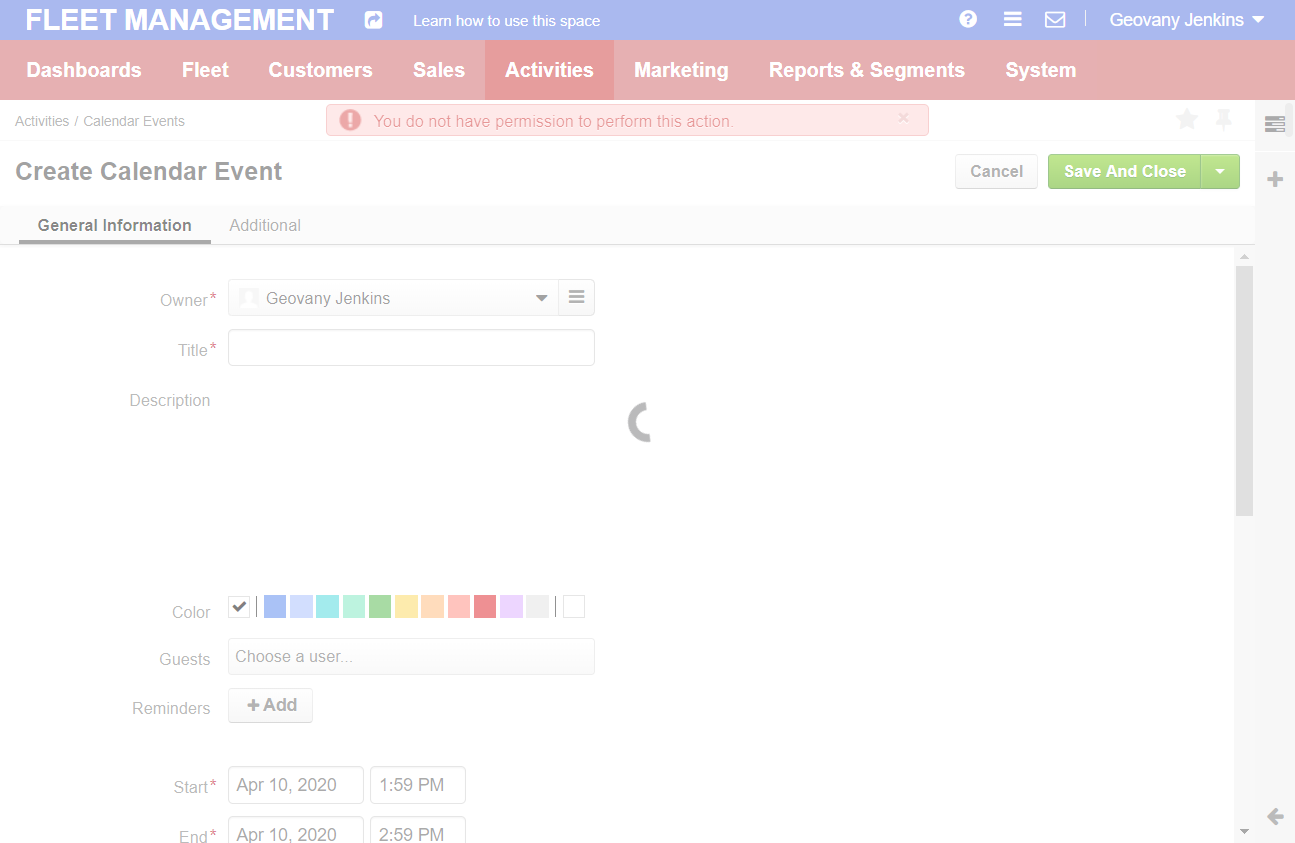 FLEET MANAGEMENT Learn how to use this space Geovany Jenkins
Dashboards Fleet Customers Sales Activities Marketing Reports & Segments System
Activities / Calendar Events
You do not have permission to perform this action. ×
Create Calendar Event
Cancel Save And Close
General Information Additional
Owner* Geovany Jenkins
Title*
Description
Color
Guests Choose a user...
Reminders +Add
Start* Apr 10, 2020 1:59 PM
End* Apr 10, 2020 2:59 PM